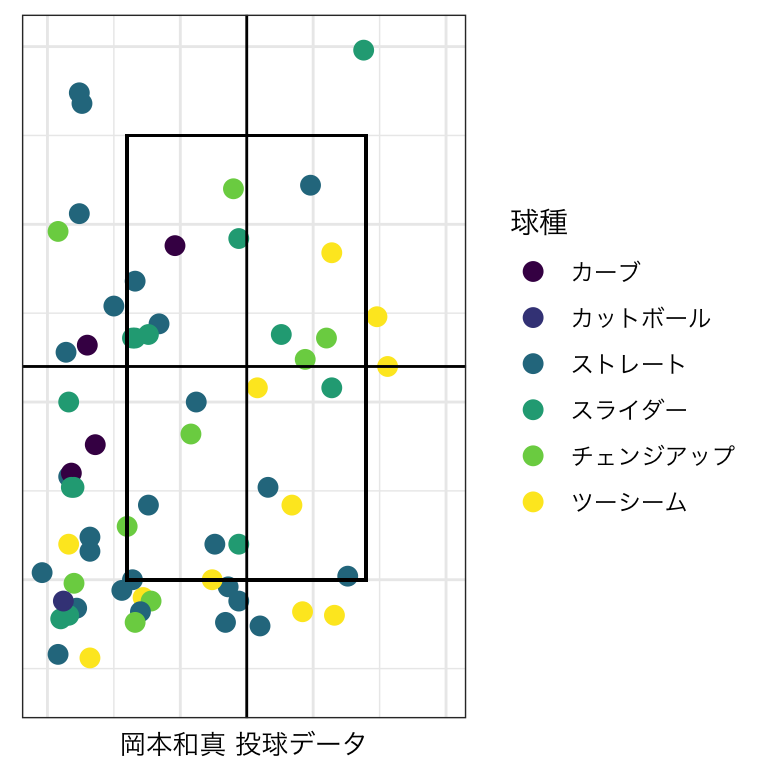 球種
カーブ
カットボール
ストレート
スライダー
チェンジアップ
ツーシーム
岡本和真 投球データ